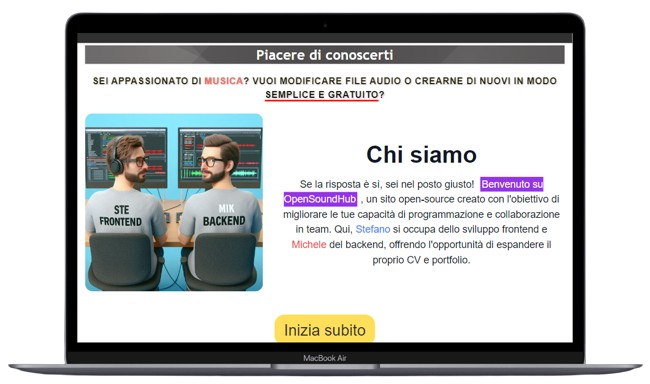 Piacere di conoscerti
SEI APPASSIONATO DI MUSICA? VUOI MODIFICARE FILE AUDIO O CREARNE DI NUOVI IN MODO
SEMPLICE E GRATUITO?
STE
FRONTEND
MIK
BACKEND
Chi siamo
Se la risposta è si, sei nel posto giusto! Benvenuto su
OpenSoundHub , un sito open-source creato con l'obiettivo di
migliorare le tue capacità di programmazione e collaborazione
in team. Qui, Stefano si occupa dello sviluppo frontend e
Michele del backend, offrendo l'opportunità di espandere il
proprio CV e portfolio.
Inizia subito
MacBook Air